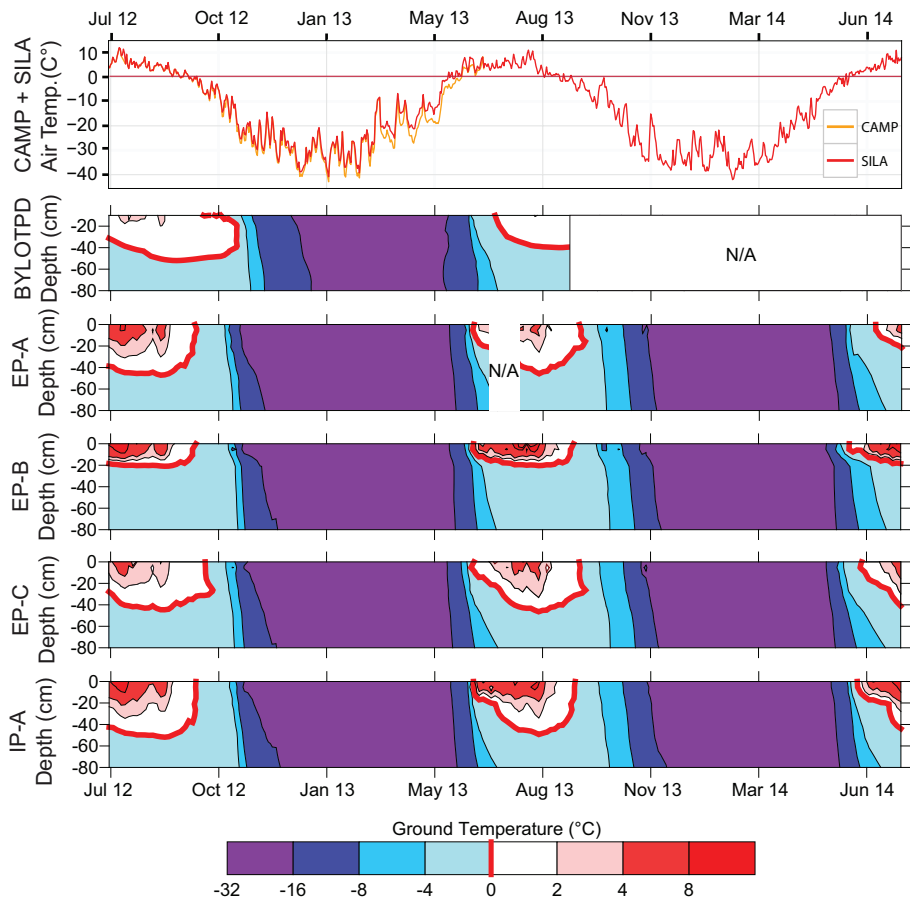 Jul 12 Oct 12 Jan 13 May 13 Aug 13 Nov 13 Mar 14 Jun 14
CAMP + SILA
Air Temp.(C°)
10
0
−10
−20
−30
−40
CAMP
SILA
BYLOTPD
Depth (cm)
-20
-40
-60
-80
N/A
EP-A
Depth (cm)
0
-20
-40
-60
-80
N/A
EP-B
Depth (cm)
0
-20
-40
-60
-80
EP-C
Depth (cm)
0
-20
-40
-60
-80
IP-A
Depth (cm)
0
-20
-40
-60
-80
Jul 12 Oct 12 Jan 13 May 13 Aug 13 Nov 13 Mar 14 Jun 14
Ground Temperature (°C)
-32 -16 -8 -4 0 2 4 8